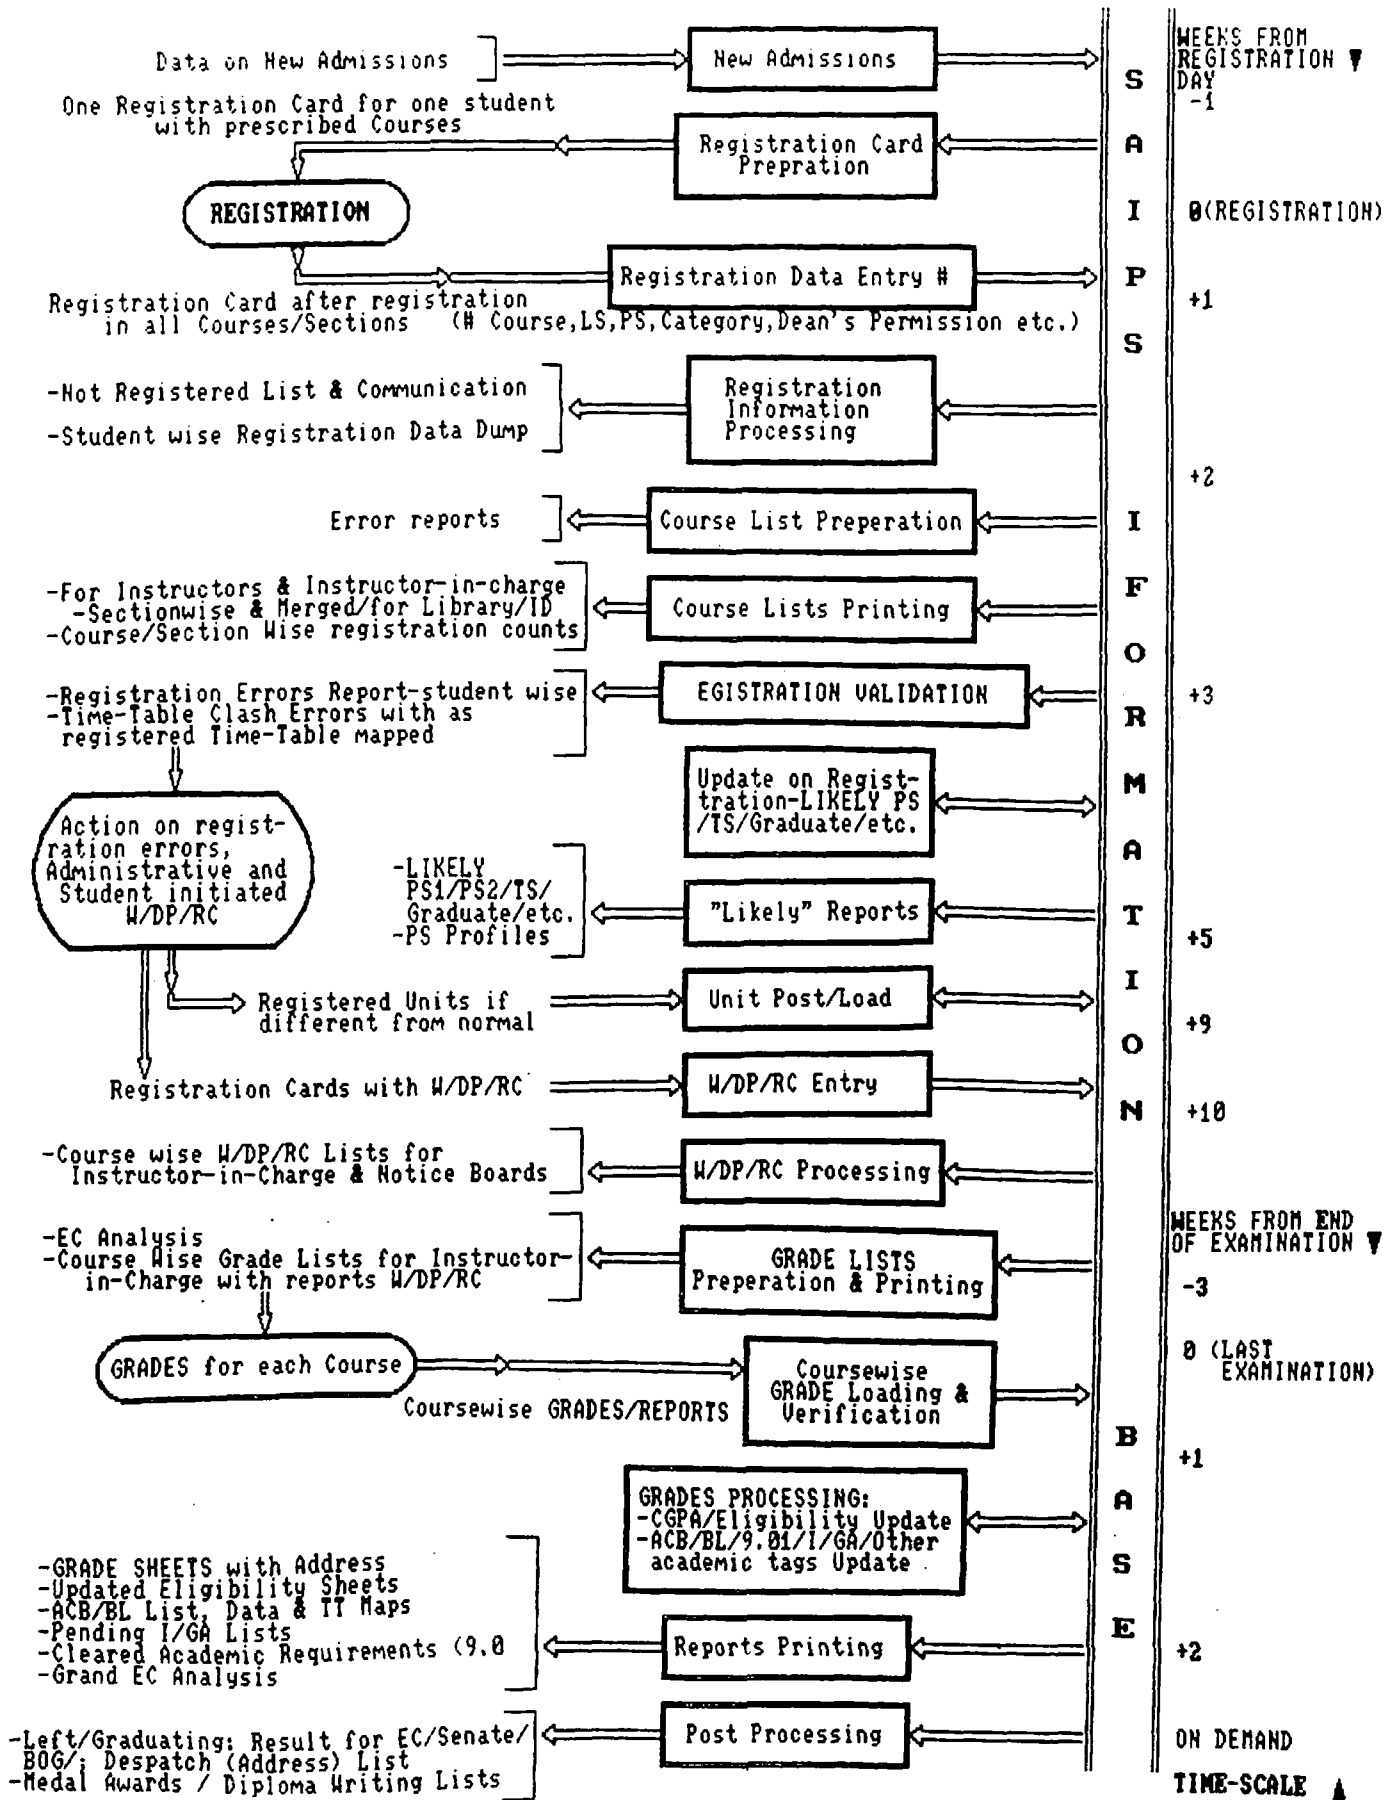 WEEKS FROM
REGISTRATION ▼
DAY
-1
Data on New Admissions
New Admissions
One Registration Card for one student
with prescribed Courses
Registration Card
Prepration
REGISTRATION
0(REGISTRATION)
Registration Data Entry #
+1
Registration Card after registration
in all Courses/Sections (# Course,LS,PS,Category,Dean's Permission etc.)
-Not Registered List & Communication
-Student wise Registration Data Dump
Registration
Information
Processing
+2
Error reports
Course List Preperation
-For Instructors & Instructor-in-charge
-Sectionwise & Merged/for Library/ID
-Course/Section Wise registration counts
Course Lists Printing
-Registration Errors Report-student wise
-Time-Table Clash Errors with as
registered Time-Table mapped
EGISTRATION VALIDATION
+3
Update on Regist-
tration-LIKELY PS
/TS/Graduate/etc.
Action on regist-
ration errors,
Administrative and
Student initiated
W/DP/RC
-LIKELY
PS1/PS2/TS/
Graduate/etc.
-PS Profiles
"Likely" Reports
+5
Registered Units if
different from normal
Unit Post/Load
+9
Registration Cards with W/DP/RC
W/DP/RC Entry
+10
-Course wise W/DP/RC Lists for
Instructor-in-Charge & Notice Boards
W/DP/RC Processing
WEEKS FROM END
OF EXAMINATION ▼
-3
-EC Analysis
-Course Wise Grade Lists for Instructor-
in-Charge with reports W/DP/RC
GRADE LISTS
Preperation & Printing
GRADES for each Course
Coursewise GRADES/REPORTS
Coursewise
GRADE Loading &
Verification
0 (LAST
EXAMINATION)
+1
GRADES PROCESSING:
-CGPA/Eligibility Update
-ACB/BL/9.01/I/GA/Other
academic tags Update
-GRADE SHEETS with Address
-Updated Eligibility Sheets
-ACB/BL List, Data & TT Maps
-Pending I/GA Lists
-Cleared Academic Requirements (9.0
-Grand EC Analysis
Reports Printing
+2
-Left/Graduating: Result for EC/Senate/
BOG/; Despatch (Address) List
-Medal Awards / Diploma Writing Lists
Post Processing
ON DEMAND
TIME-SCALE ▲
SAIPS IFORMATION BASE